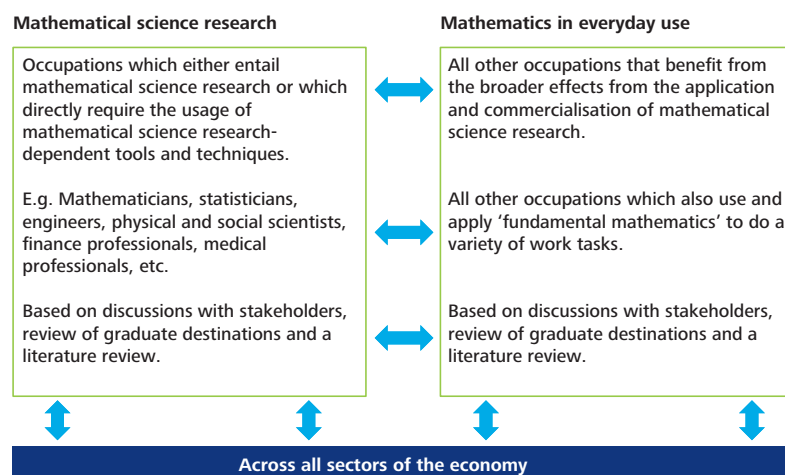 Mathematical science research
Occupations which either entail
mathematical science research or which
directly require the usage of
mathematical science research-
dependent tools and techniques.
E.g. Mathematicians, statisticians,
engineers, physical and social scientists,
finance professionals, medical
professionals, etc.
Based on discussions with stakeholders,
review of graduate destinations and a
literature review.
Mathematics in everyday use
All other occupations that benefit from
the broader effects from the application
and commercialisation of mathematical
science research.
All other occupations which also use and
apply ‘fundamental mathematics’ to do a
variety of work tasks.
Based on discussions with stakeholders,
review of graduate destinations and a
literature review.
Across all sectors of the economy